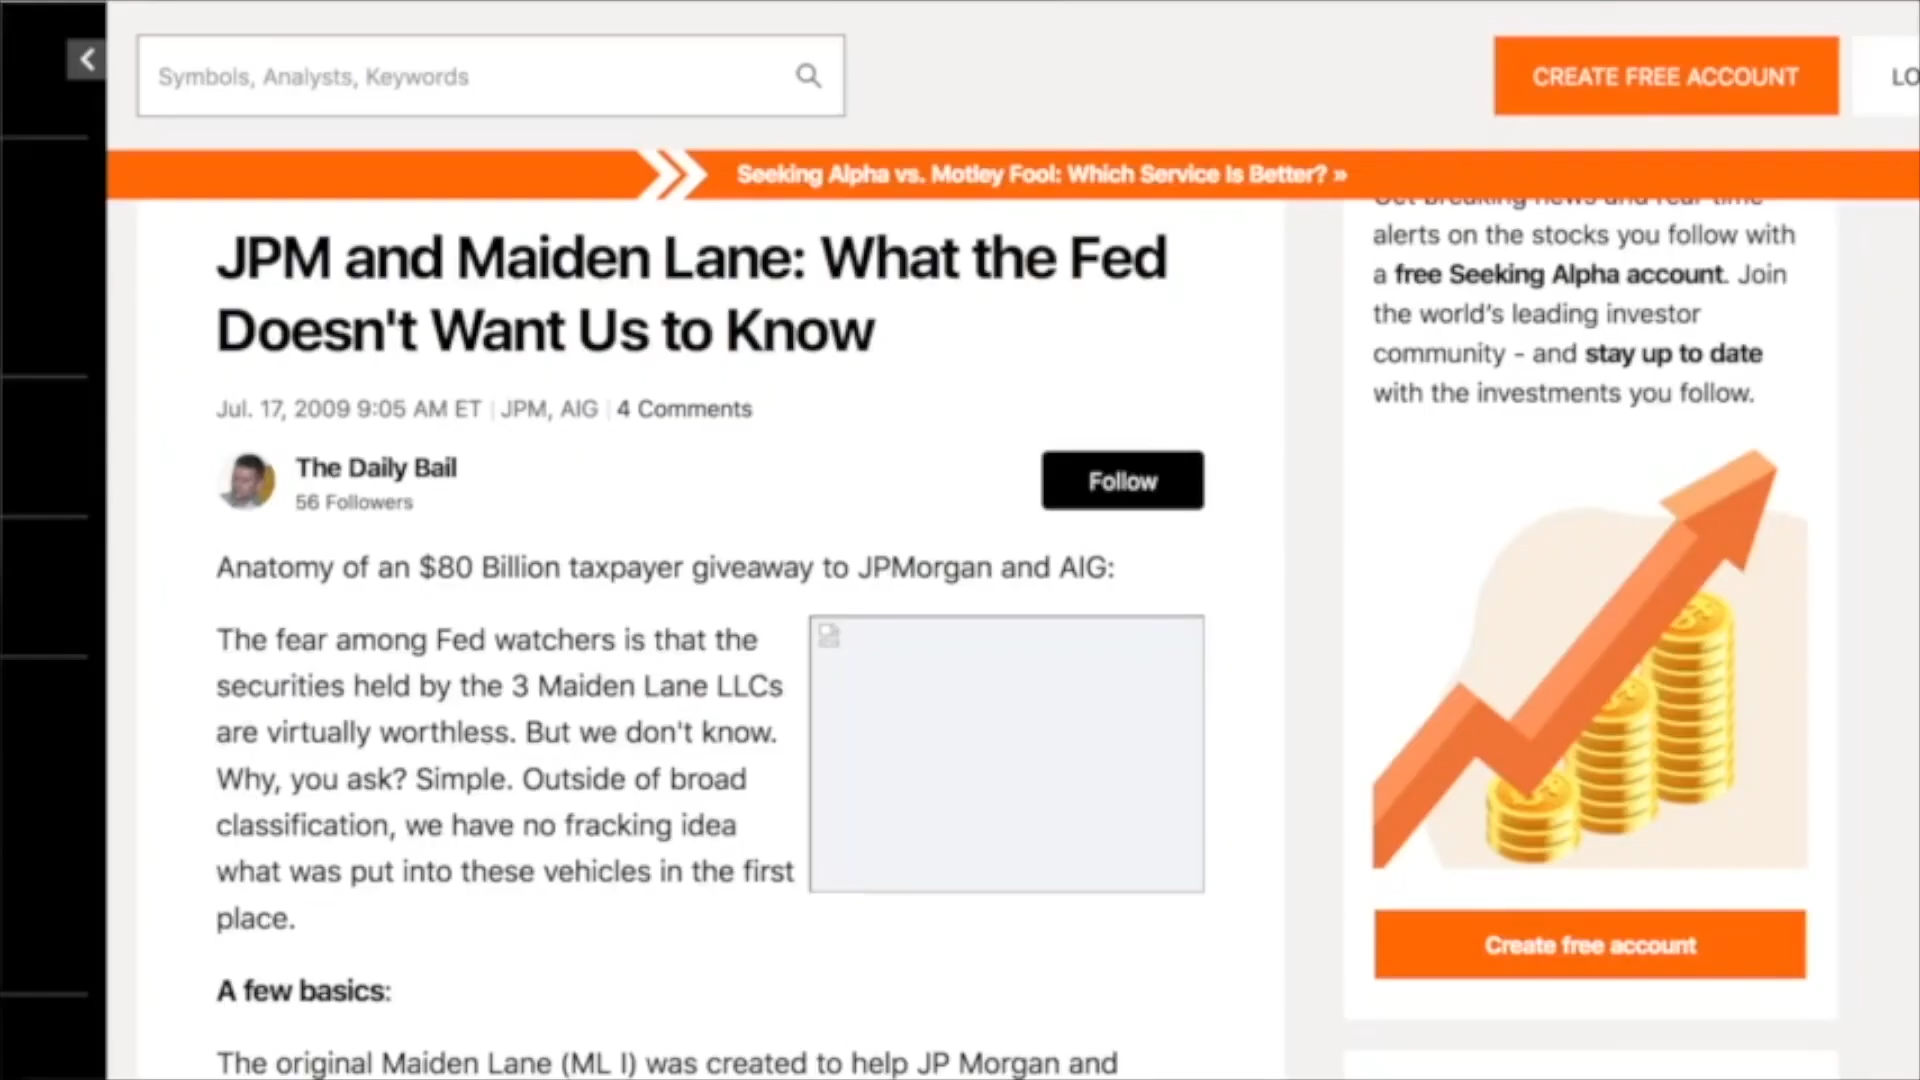 Symbols, Analysts, Keywords
CREATE FREE ACCOUNT
LO
Seeking Alpha vs. Motley Fool: Which Service Is Better? »
JPM and Maiden Lane: What the Fed
Doesn't Want Us to Know
Jul. 17, 2009 9:05 AM ET | JPM, AIG | 4 Comments
The Daily Bail
56 Followers
Follow
Anatomy of an $80 Billion taxpayer giveaway to JPMorgan and AIG:
The fear among Fed watchers is that the
securities held by the 3 Maiden Lane LLCs
are virtually worthless. But we don't know.
Why, you ask? Simple. Outside of broad
classification, we have no fracking idea
what was put into these vehicles in the first
place.
A few basics:
The original Maiden Lane (ML I) was created to help JP Morgan and
Get breaking news and real-time
alerts on the stocks you follow with
a free Seeking Alpha account. Join
the world's leading investor
community - and stay up to date
with the investments you follow.
Create free account